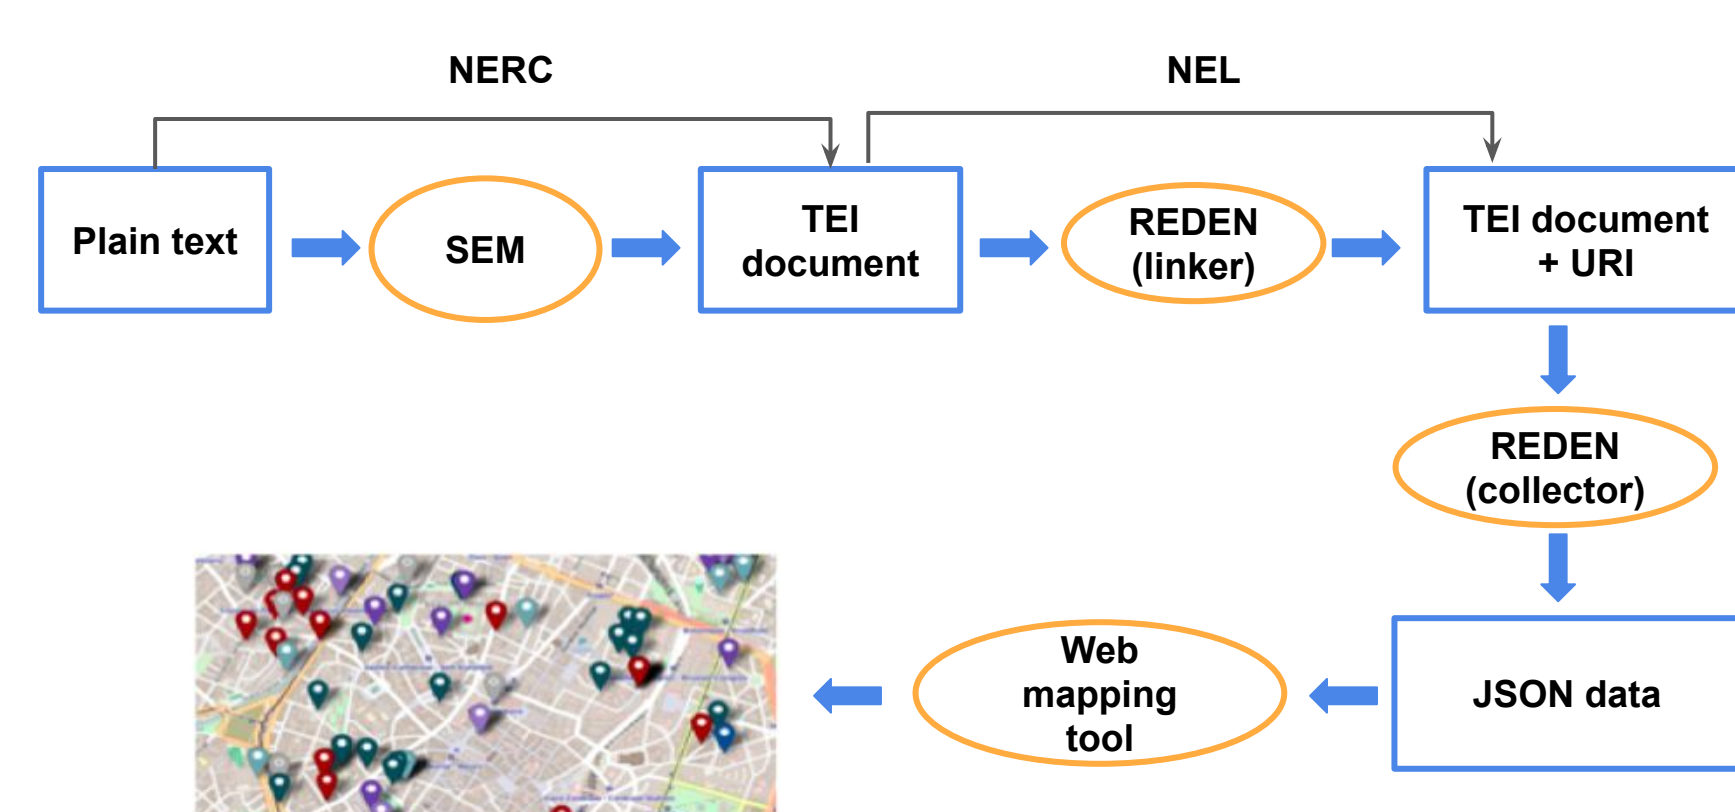 NERC
NEL
Plain text
SEM
TEI
document
REDEN
(linker)
TEI document
+ URI
REDEN
(collector)
Web
mapping
tool
JSON data